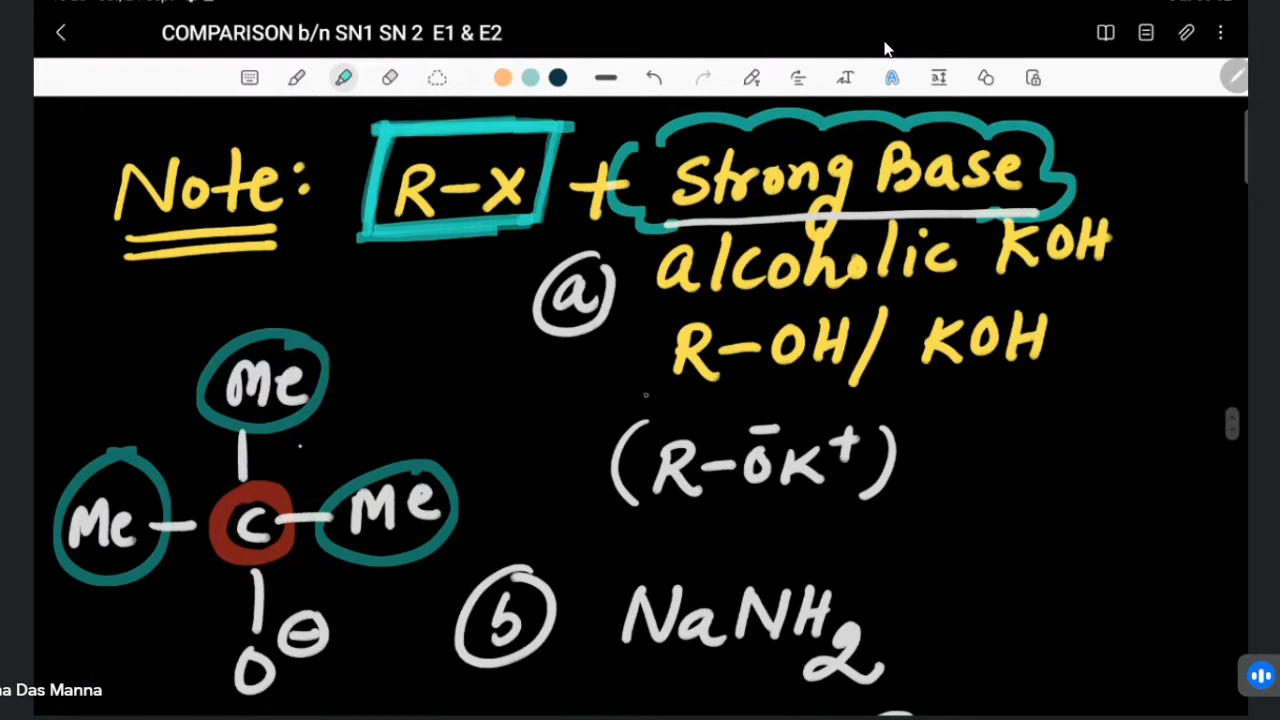 COMPARISON b/n SN1 SN 2 E1 & E2
Note: R-X + Strong Base
(a) alcoholic KOH
R-OH/ KOH
(R-ŌK⁺)
Me
Me-C-Me
O⊖
(b) NaNH₂
Das Manna